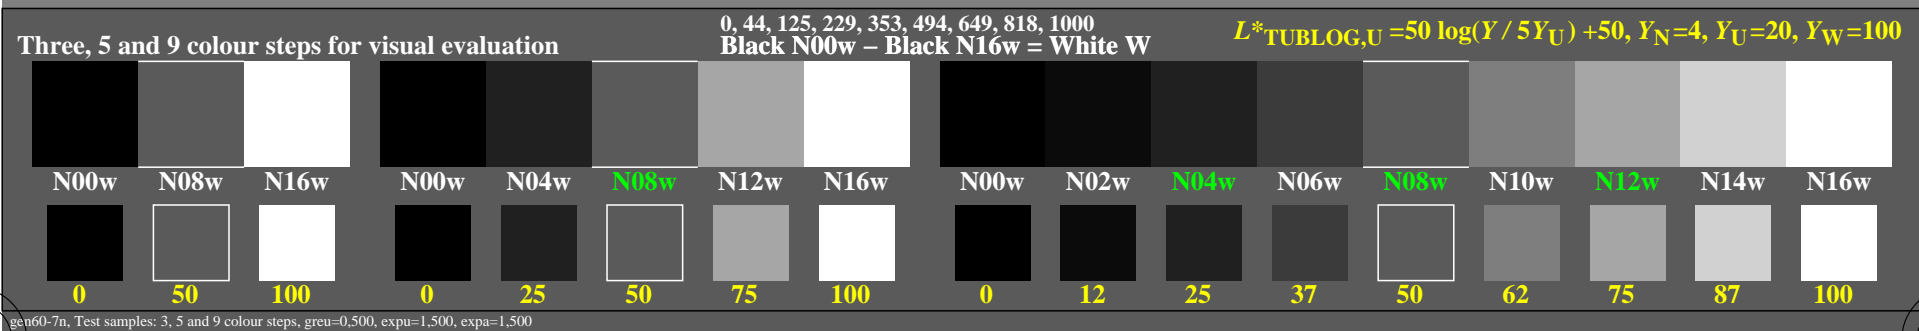 Three, 5 and 9 colour steps for visual evaluation
0, 44, 125, 229, 353, 494, 649, 818, 1000
Black N00w – Black N16w = White W
L*TUBLOG,U =50 log(Y / 5YU) +50, YN=4, YU=20, YW=100
N00w N08w N16w N00w N04w N08w N12w N16w N00w N02w N04w N06w N08w N10w N12w N14w N16w
0 50 100 0 25 50 75 100 0 12 25 37 50 62 75 87 100
gen60-7n, Test samples: 3, 5 and 9 colour steps, greu=0,500, expu=1,500, expa=1,500